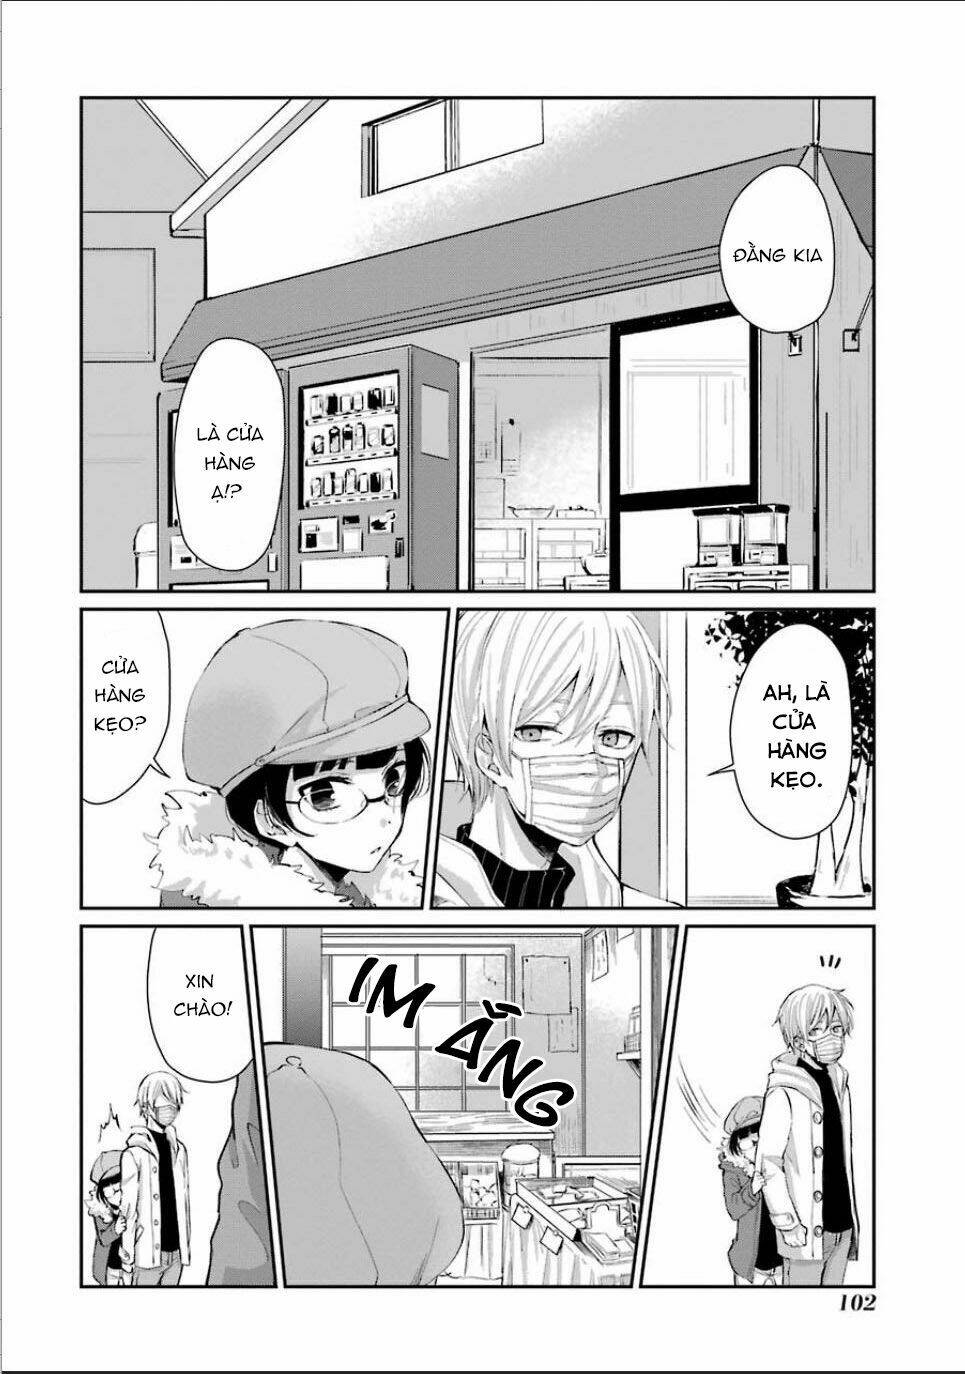 ĐẰNG KIA
LÀ CỬA
HÀNG
Ạ!?
AH, LÀ
CỬA
HÀNG
KẸO.
CỬA
HÀNG
KẸO?
IM ẮNG
XIN
CHÀO!
102